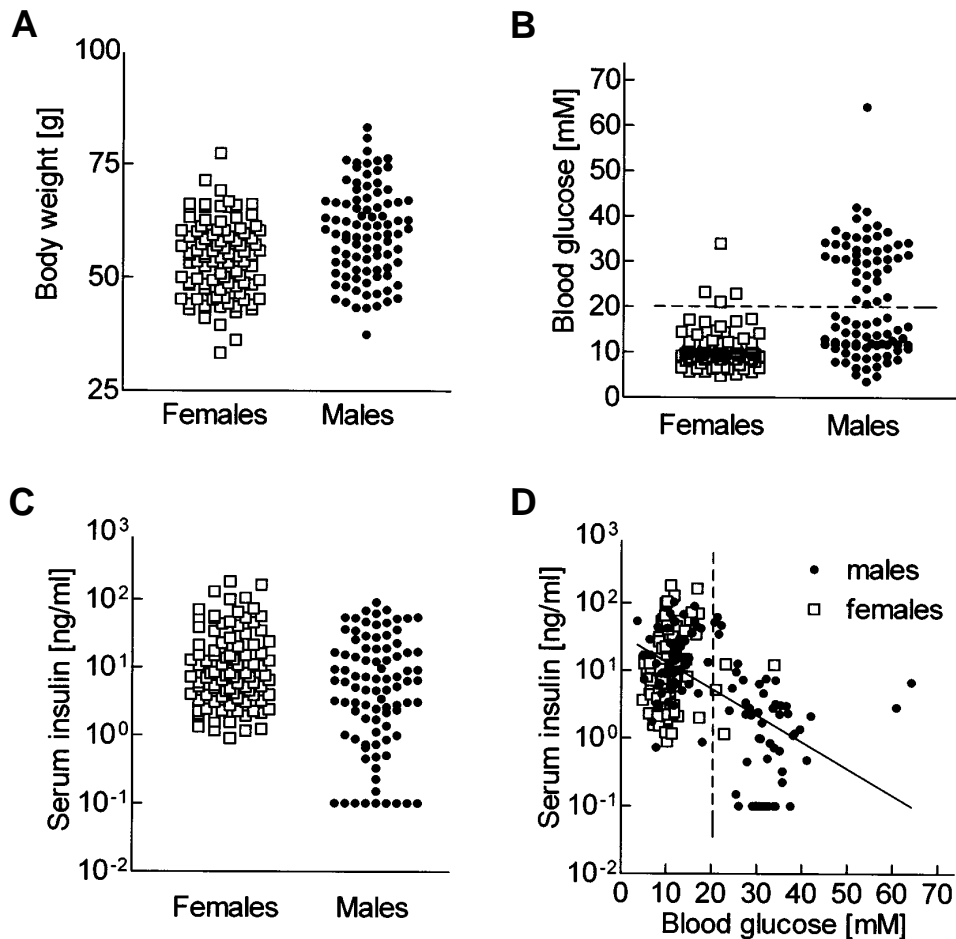 A
100
75
50
25
Body weight [g]
Females Males
B
70
60
50
40
30
20
10
0
Blood glucose [mM]
Females Males
C
10³
10²
10¹
10⁰
10⁻¹
10⁻²
Serum insulin [ng/ml]
Females Males
D
10³
10²
10¹
10⁰
10⁻¹
10⁻²
Serum insulin [ng/ml]
males
females
0 10 20 30 40 50 60 70
Blood glucose [mM]